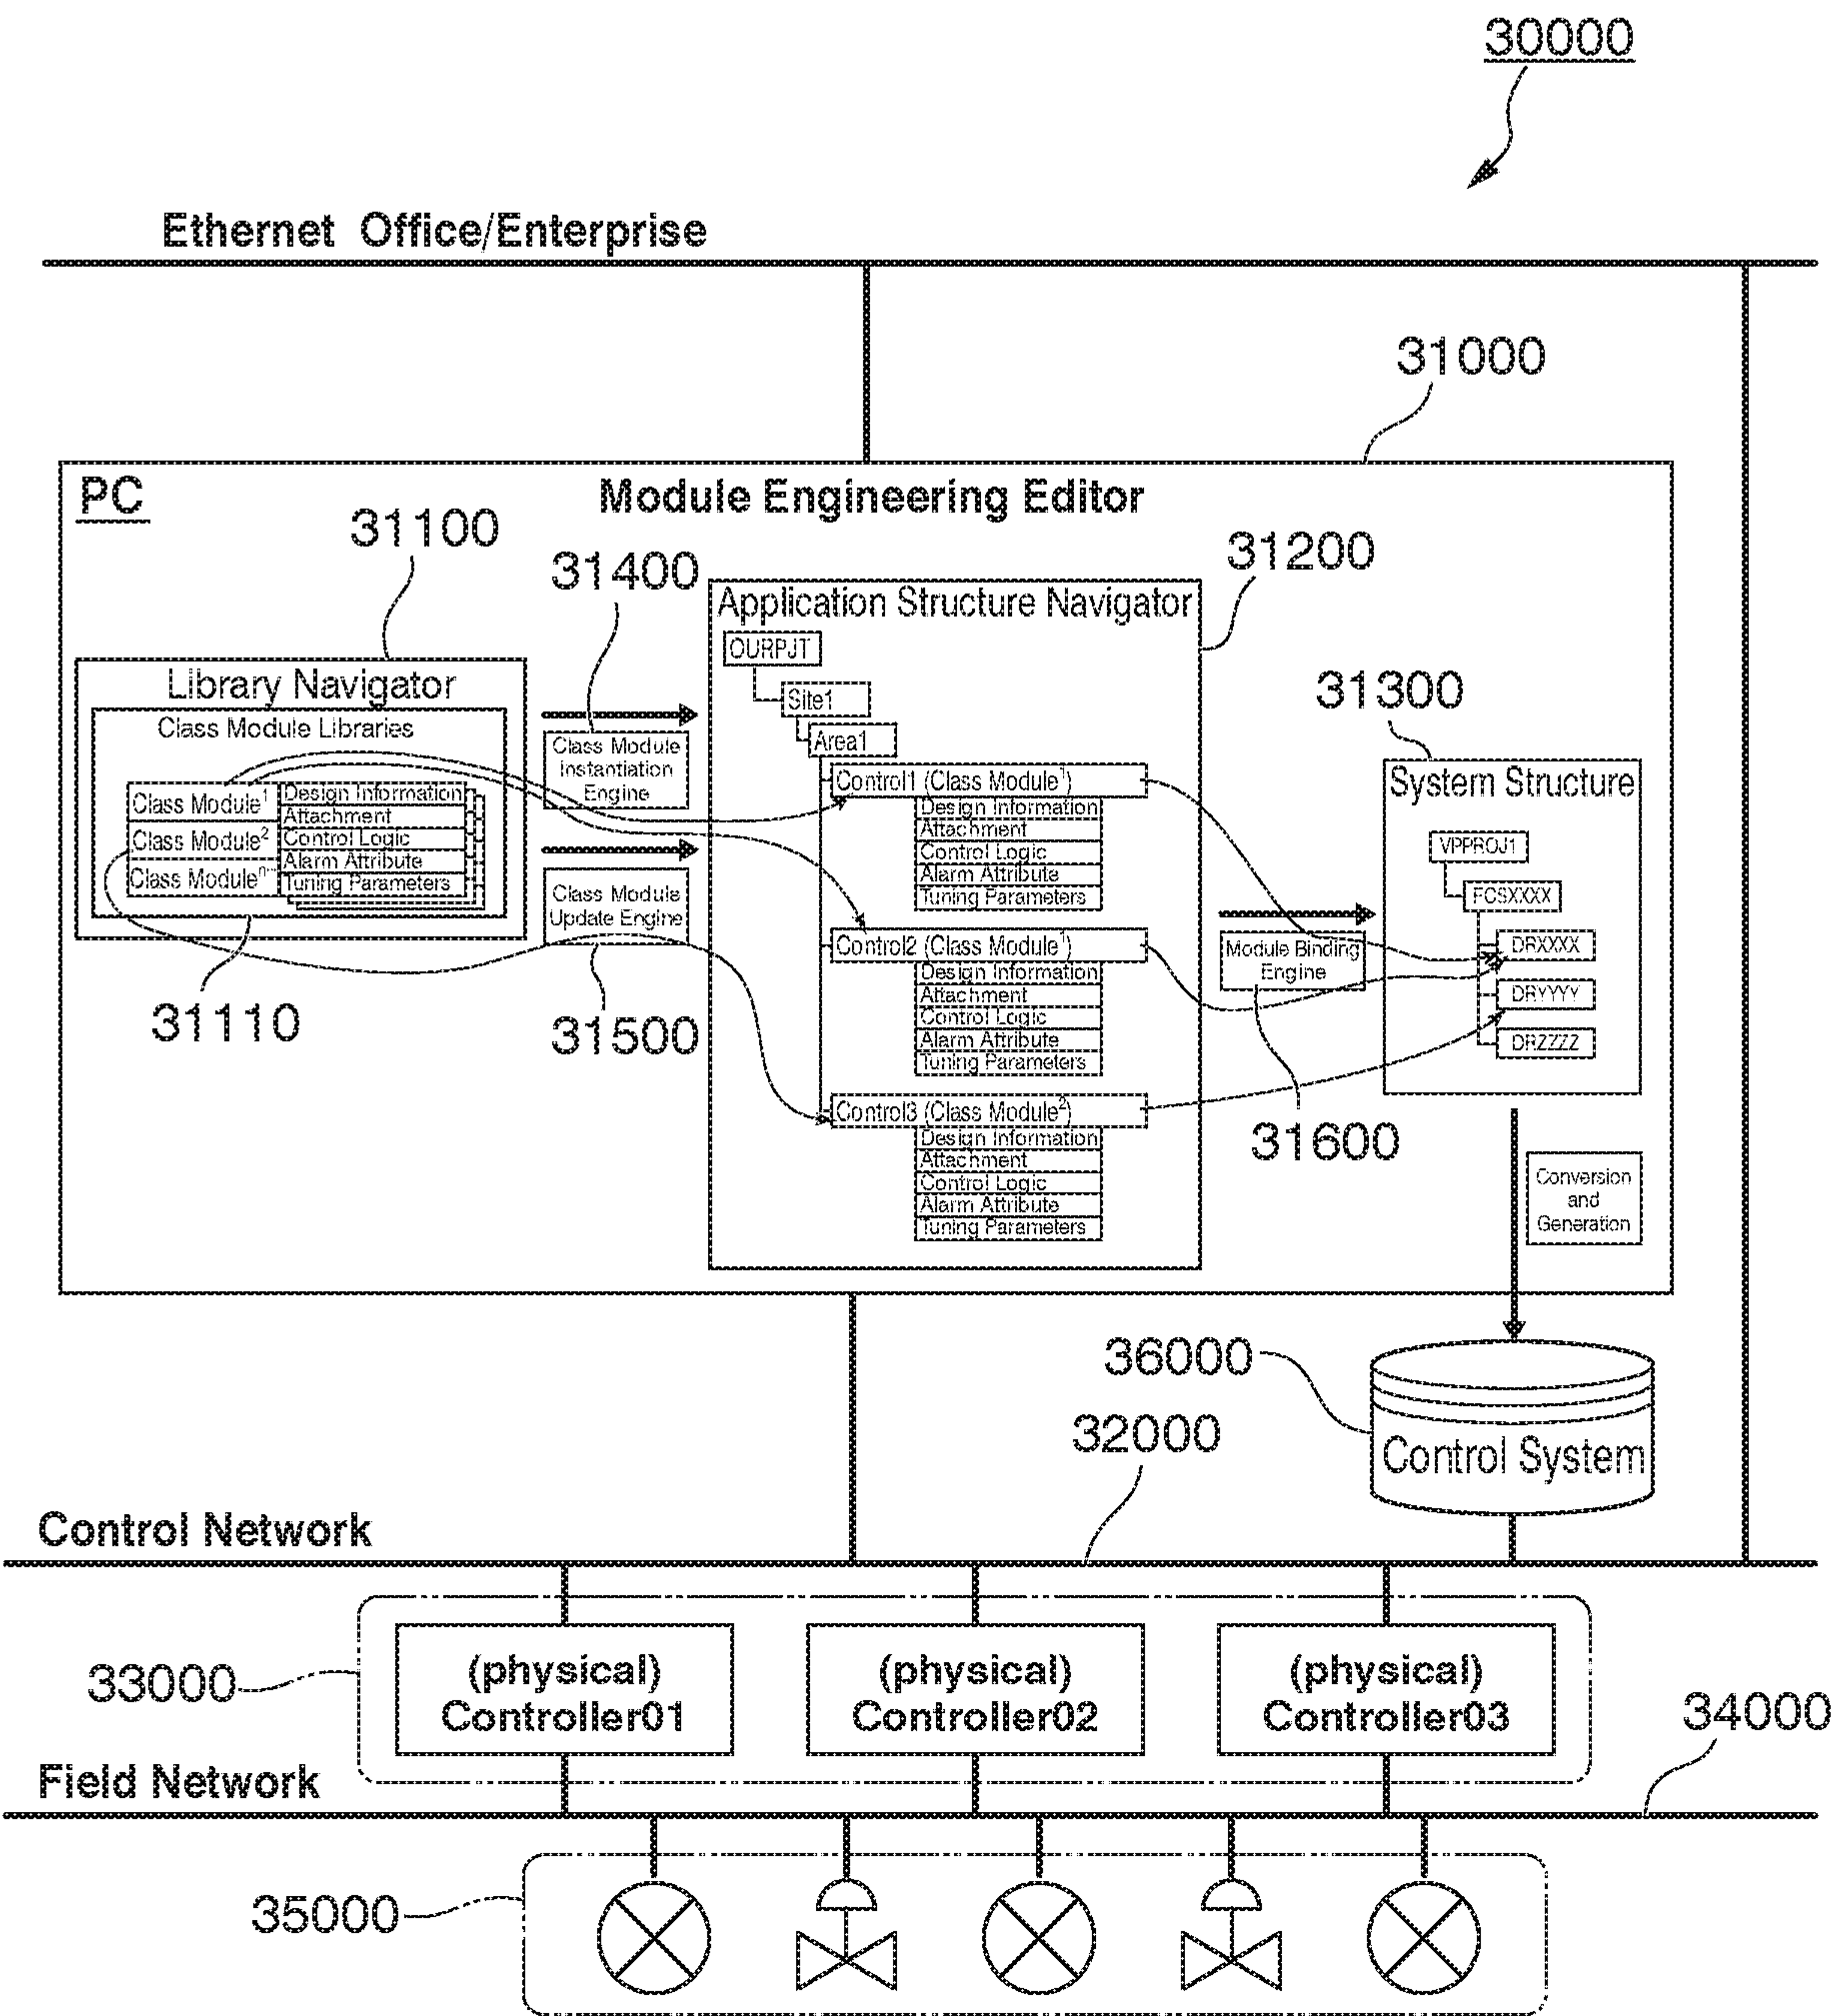 30000
Ethernet Office/Enterprise
31000
PC
Module Engineering Editor
31100
31400
31200
Application Structure Navigator
OURPJT
Site1
Area1
Library Navigator
Class Module Libraries
Class Module1
Class Module2
Class Modulen...
Design Information
Attachment
Control Logic
Alarm Attribute
Tuning Parameters
31110
Class Module
Instantiation
Engine
Class Module
Update Engine
31500
Control1 (Class Module1)
Design Information
Attachment
Control Logic
Alarm Attribute
Tuning Parameters
Control2 (Class Module1)
Design Information
Attachment
Control Logic
Alarm Attribute
Tuning Parameters
Control3 (Class Module2)
Design Information
Attachment
Control Logic
Alarm Attribute
Tuning Parameters
Module Binding
Engine
31600
31300
System Structure
VPPROJ1
FCSXXXX
DRXXXX
DRYYYY
DRZZZZ
Conversion
and
Generation
36000
Control System
32000
Control Network
33000
(physical)
Controller01
(physical)
Controller02
(physical)
Controller03
34000
Field Network
35000